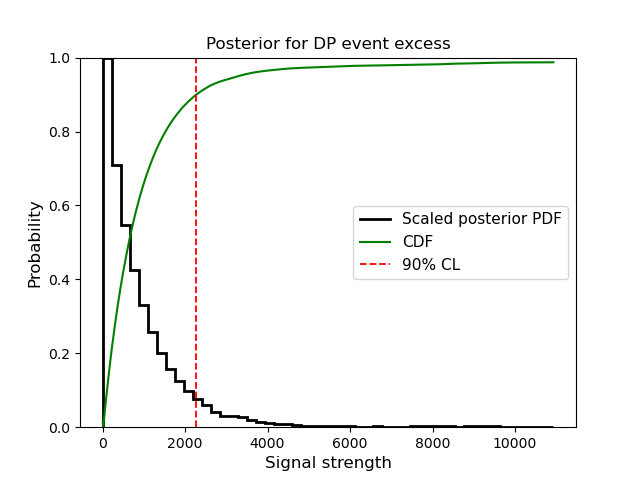 Posterior for DP event excess
Probability
1.0
0.8
0.6
0.4
0.2
0.0
Scaled posterior PDF
CDF
90% CL
0 2000 4000 6000 8000 10000
Signal strength